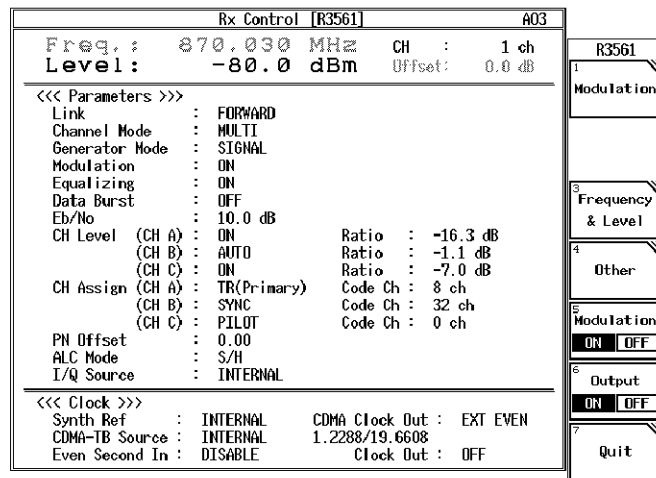 Rx Control [R3561] A03
Freq.: 870.030 MHz CH : 1 ch
Level: -80.0 dBm Offset: 0.0 dB
<<< Parameters >>>
Link : FORWARD
Channel Mode : MULTI
Generator Mode : SIGNAL
Modulation : ON
Equalizing : ON
Data Burst : OFF
Eb/No : 10.0 dB
CH Level (CH A) : ON Ratio : -16.3 dB
(CH B) : AUTO Ratio : -1.1 dB
(CH C) : ON Ratio : -7.0 dB
CH Assign (CH A) : TR(Primary) Code Ch : 8 ch
(CH B) : SYNC Code Ch : 32 ch
(CH C) : PILOT Code Ch : 0 ch
PN Offset : 0.00
ALC Mode : S/H
I/Q Source : INTERNAL
<<< Clock >>>
Synth Ref : INTERNAL CDMA Clock Out : EXT EVEN
CDMA-TB Source : INTERNAL 1.2288/19.6608
Even Second In : DISABLE Clock Out : OFF
R3561
1
Modulation
3
Frequency
& Level
4
Other
5
Modulation
ON OFF
6
Output
ON OFF
7
Quit